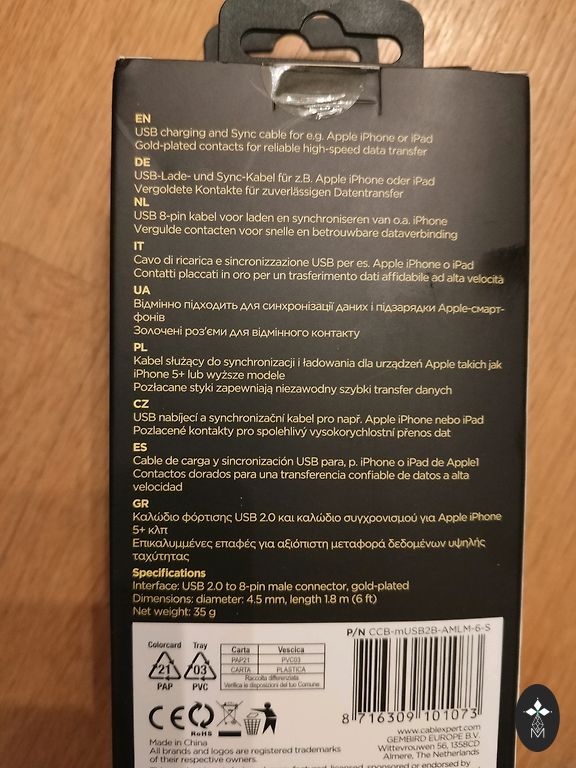 EN
USB charging and Sync cable for e.g. Apple iPhone or iPad
Gold-plated contacts for reliable high-speed data transfer
DE
USB-Lade- und Sync-Kabel für z.B. Apple iPhone oder iPad
Vergoldete Kontakte für zuverlässigen Datentransfer
NL
USB 8-pin kabel voor laden en synchroniseren van o.a. iPhone
Vergulde contacten voor snelle en betrouwbare dataverbinding
IT
Cavo di ricarica e sincronizzazione USB per es. Apple iPhone o iPad
Contatti placcati in oro per un trasferimento dati affidabile ad alta velocità
UA
Відмінно підходить для синхронізації даних і підзарядки Apple-смарт-
фонів
Золочені роз'єми для відмінного контакту
PL
Kabel służący do synchronizacji i ładowania dla urządzeń Apple takich jak
iPhone 5+ lub wyższe modele
Pozłacane styki zapewniają niezawodny szybki transfer danych
CZ
USB nabíjecí a synchronizační kabel pro např. Apple iPhone nebo iPad
Pozlacené kontakty pro spolehlivý vysokorychlostní přenos dat
ES
Cable de carga y sincronización USB para, p. iPhone o iPad de Apple1
Contactos dorados para una transferencia confiable de datos a alta
velocidad
GR
Καλώδιο φόρτισης USB 2.0 και καλώδιο συγχρονισμού για Apple iPhone
5+ κλπ
Επικαλυμμένες επαφές για αξιόπιστη μεταφορά δεδομένων υψηλής
ταχύτητας
Specifications
Interface: USB 2.0 to 8-pin male connector, gold-plated
Dimensions: diameter: 4.5 mm, length 1.8 m (6 ft)
Net weight: 35 g
P/N CCB-mUSB2B-AMLM-6-S
Colorcard Tray
21 03
PAP PVC
Carta Vescica
PAP21 PVC03
CARTA PLASTICA
Raccolta differenziata
Verifica le disposizioni del tuo Comune
8 716309 101073
CE RoHS
www.cablexpert.com
GEMBIRD EUROPE B.V.
Wittevrouwen 56, 1358CD
Almere, The Netherlands
Made in China
All brands and logos are registered trademarks
of their respective owners.
M